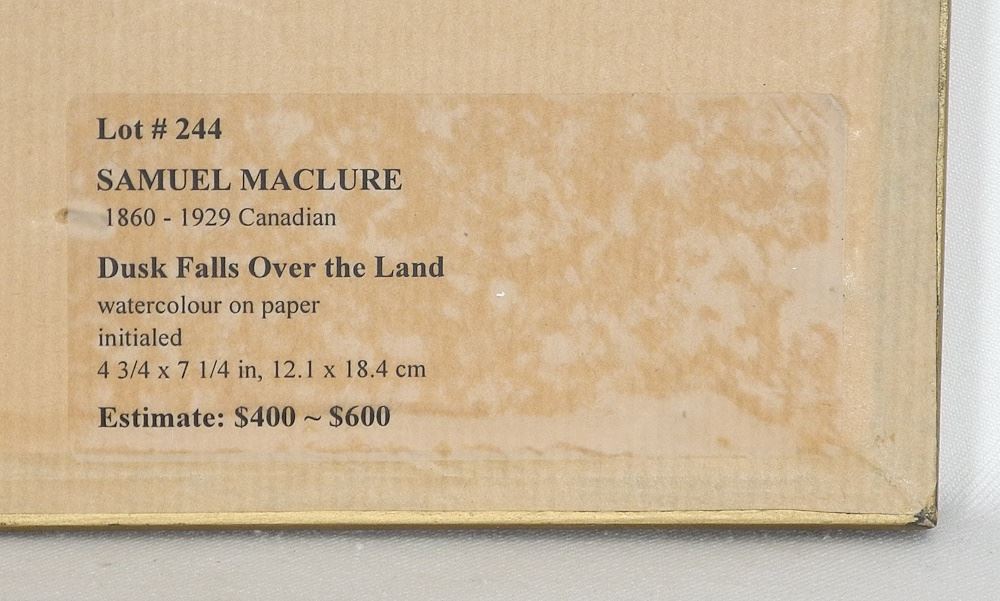 Lot # 244
SAMUEL MACLURE
1860 - 1929 Canadian
Dusk Falls Over the Land
watercolour on paper
initialed
4 3/4 x 7 1/4 in, 12.1 x 18.4 cm
Estimate: $400 ~ $600